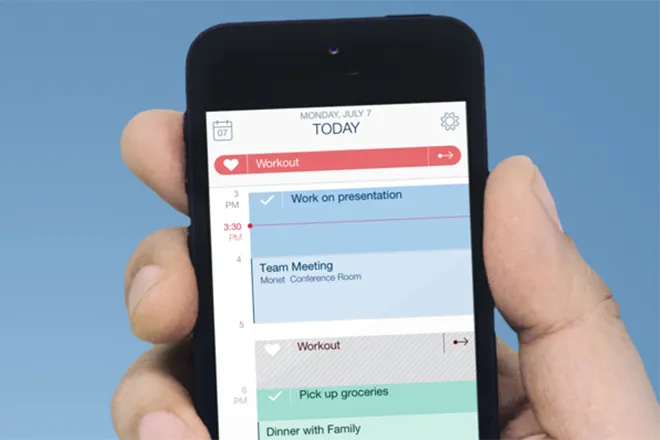 MONDAY, JULY 7
07
TODAY
Workout
3
PM
Work on presentation
3:30
PM
4
Team Meeting
Monet Conference Room
5
Workout
6
PM
Pick up groceries
Dinner with Family